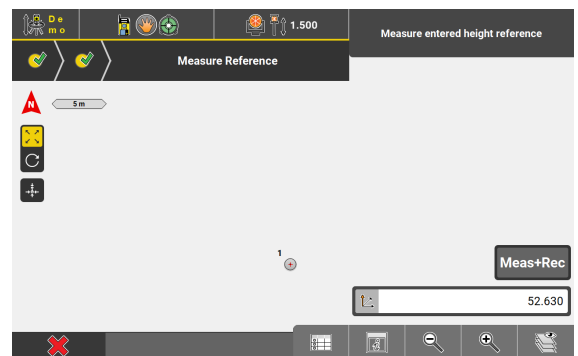 De
mo
1.500
Measure entered height reference
Measure Reference
N
5 m
1
Meas+Rec
52.630